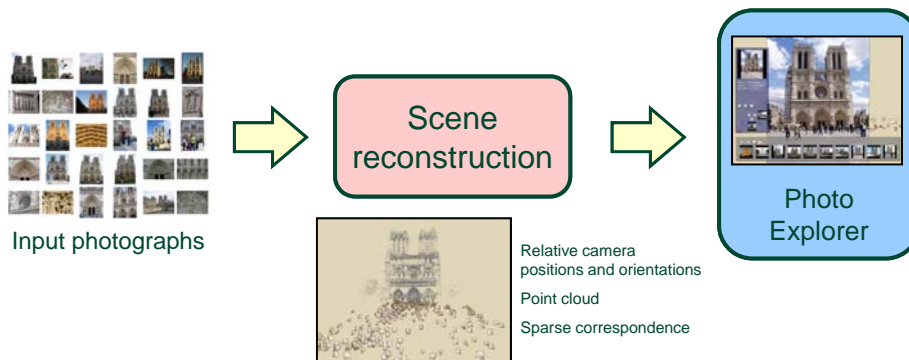 Input photographs
Scene
reconstruction
Relative camera
positions and orientations
Point cloud
Sparse correspondence
Photo
Explorer